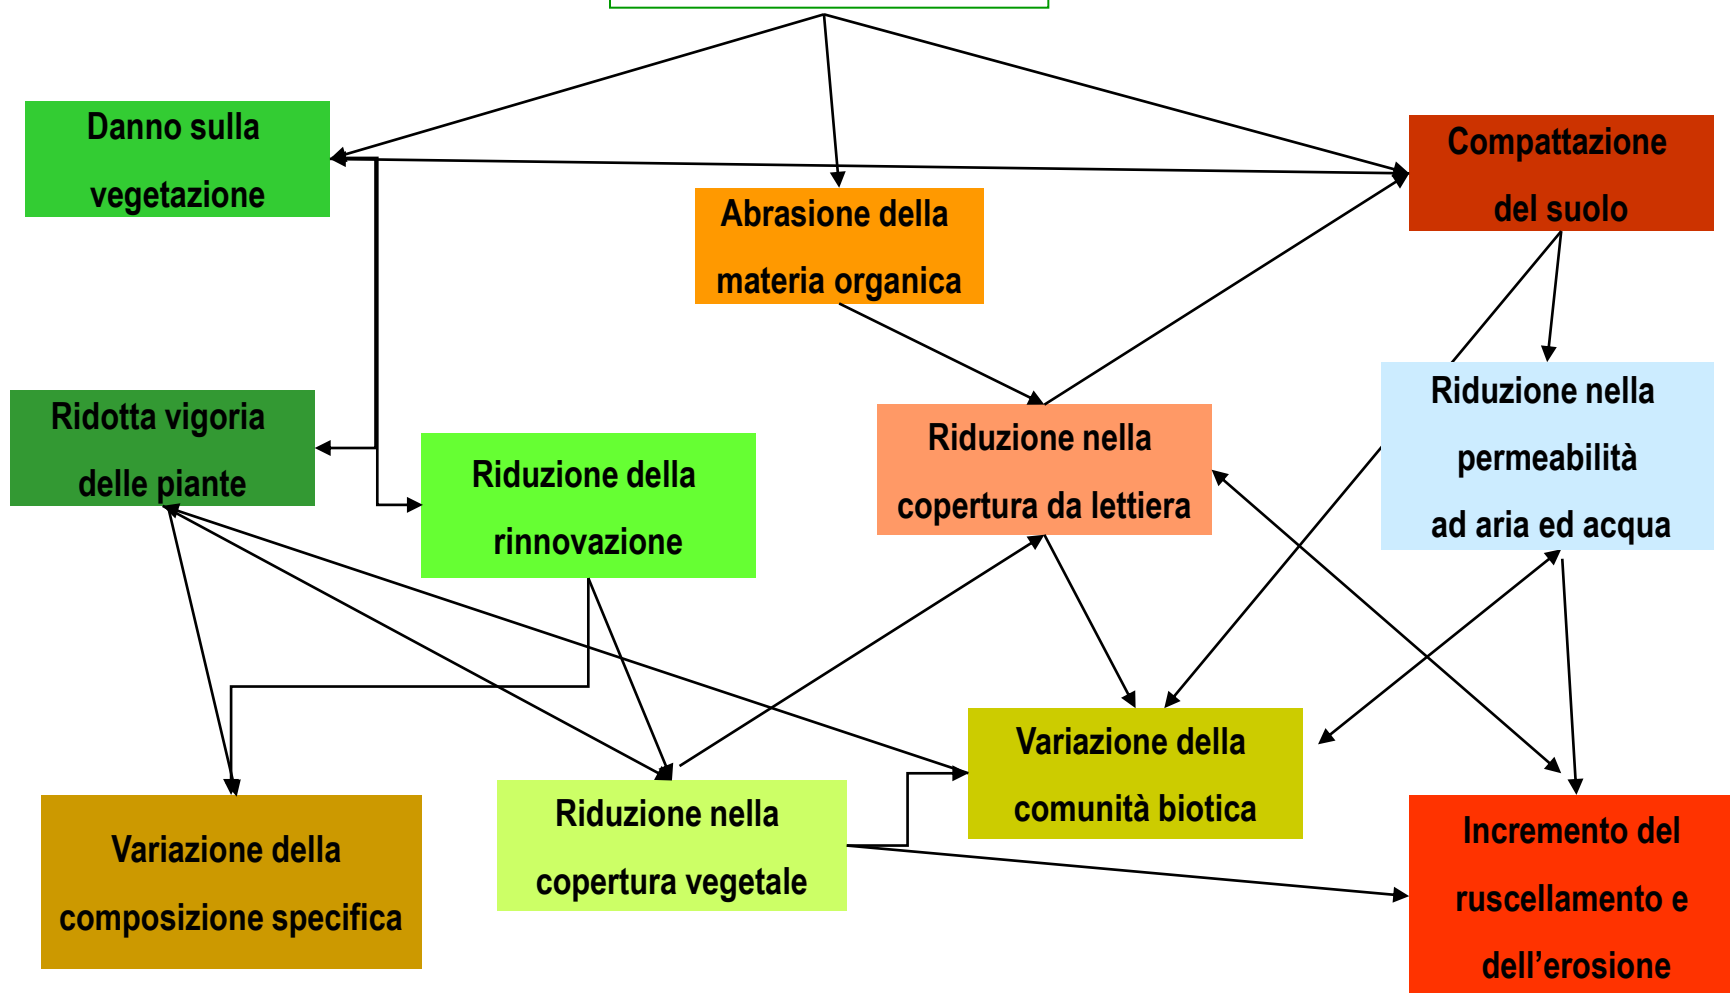 Danno sulla
vegetazione
Compattazione
del suolo
Abrasione della
materia organica
Ridotta vigoria
delle piante
Riduzione della
rinnovazione
Riduzione nella
copertura da lettiera
Riduzione nella
permeabilità
ad aria ed acqua
Variazione della
composizione specifica
Riduzione nella
copertura vegetale
Variazione della
comunità biotica
Incremento del
ruscellamento e
dell’erosione